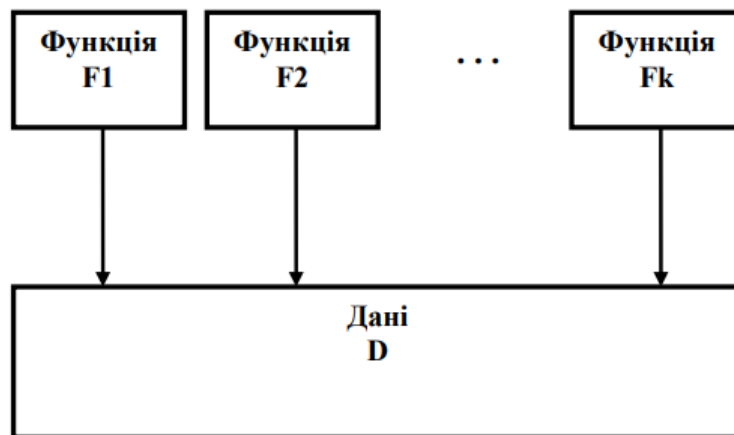 Функція
F1
Функція
F2
. . .
Функція
Fk
Дані
D